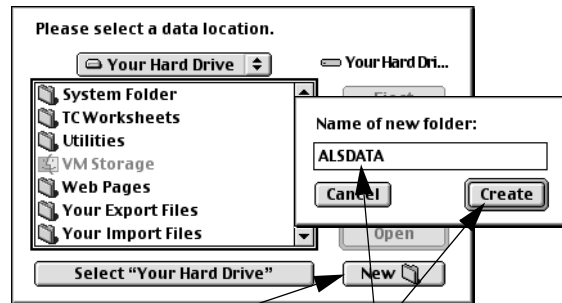 Please select a data location.
Your Hard Drive
Your Hard Dri...
System Folder
TC Worksheets
Utilities
VM Storage
Web Pages
Your Export Files
Your Import Files
Eject
Name of new folder:
ALSDATA
Cancel
Create
Open
Select “Your Hard Drive”
New